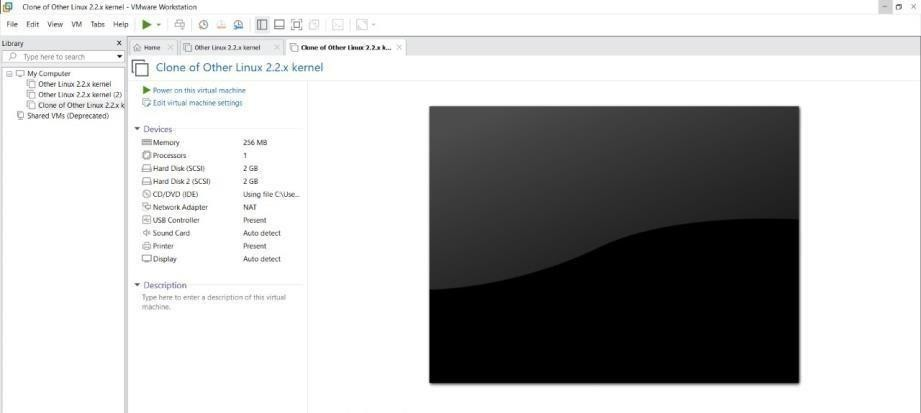 Clone of Other Linux 2.2.x kernel - VMware Workstation
File Edit View VM Tabs Help
Library X
Type here to search
My Computer
Other Linux 2.2.x kernel
Other Linux 2.2.x kernel (2)
Clone of Other Linux 2.2.x k
Shared VMs (Deprecated)
Home
Other Linux 2.2.x kernel
Clone of Other Linux 2.2.x k...
Clone of Other Linux 2.2.x kernel
Power on this virtual machine
Edit virtual machine settings
Devices
Memory 256 MB
Processors 1
Hard Disk (SCSI) 2 GB
Hard Disk 2 (SCSI) 2 GB
CD/DVD (IDE) Using file C:\Use...
Network Adapter NAT
USB Controller Present
Sound Card Auto detect
Printer Present
Display Auto detect
Description
Type here to enter a description of this virtual
machine.